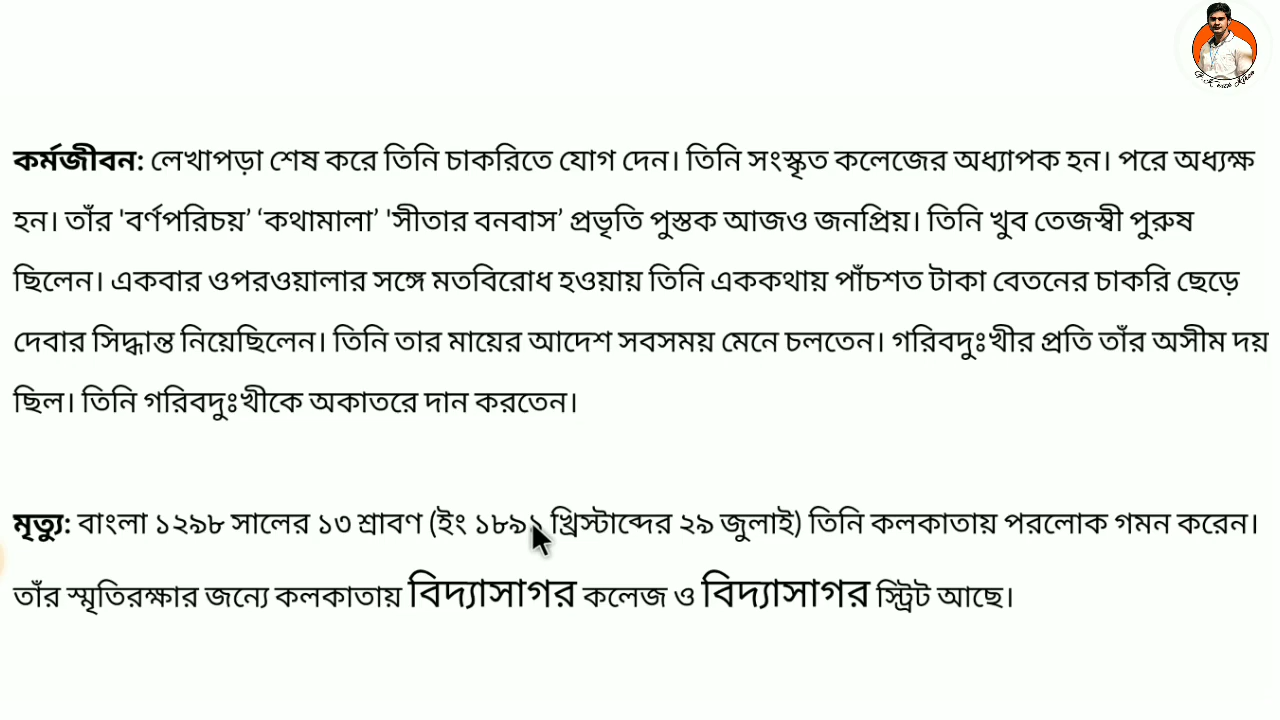 কর্মজীবন: লেখাপড়া শেষ করে তিনি চাকরিতে যোগ দেন। তিনি সংস্কৃত কলেজের অধ্যাপক হন। পরে অধ্যক্ষ
হন। তাঁর 'বর্ণপরিচয়’ ‘কথামালা’ 'সীতার বনবাস’ প্রভৃতি পুস্তক আজও জনপ্রিয়। তিনি খুব তেজস্বী পুরুষ
ছিলেন। একবার ওপরওয়ালার সঙ্গে মতবিরোধ হওয়ায় তিনি এককথায় পাঁচশত টাকা বেতনের চাকরি ছেড়ে
দেবার সিদ্ধান্ত নিয়েছিলেন। তিনি তার মায়ের আদেশ সবসময় মেনে চলতেন। গরিবদুঃখীর প্রতি তাঁর অসীম দয়
ছিল। তিনি গরিবদুঃখীকে অকাতরে দান করতেন।
মৃত্যু: বাংলা ১২৯৮ সালের ১৩ শ্রাবণ (ইং ১৮৯১ খ্রিস্টাব্দের ২৯ জুলাই) তিনি কলকাতায় পরলোক গমন করেন।
তাঁর স্মৃতিরক্ষার জন্যে কলকাতায় বিদ্যাসাগর কলেজ ও বিদ্যাসাগর স্ট্রিট আছে।